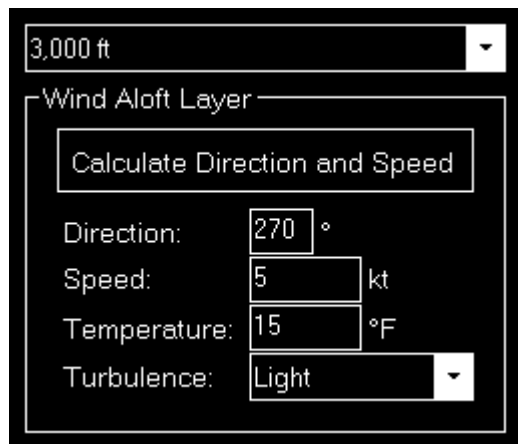 3,000 ft
Wind Aloft Layer
Calculate Direction and Speed
Direction: 270 °
Speed: 5 kt
Temperature: 15 °F
Turbulence: Light